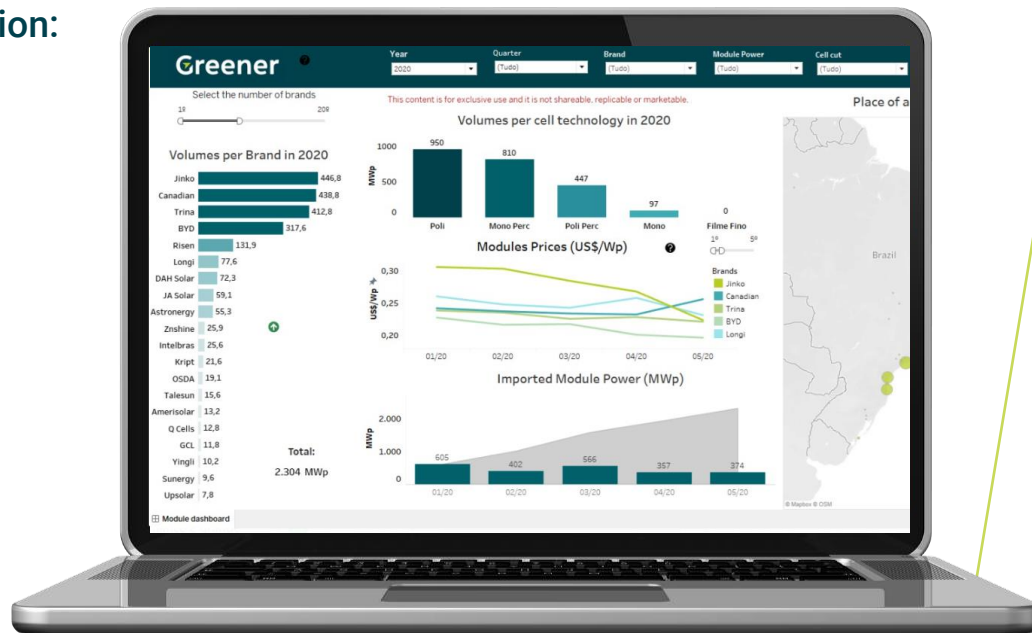 ion:
Greener
?
Year
Quarter
Brand
Module Power
Cell cut
2020
(Tudo)
(Tudo)
(Tudo)
(Tudo)
Select the number of brands
1º
20º
This content is for exclusive use and it is not shareable, replicable or marketable.
Place of a
Volumes per Brand in 2020
Jinko 446,8
Canadian 438,8
Trina 412,8
BYD 317,6
Risen 131,9
Longi 77,6
DAH Solar 72,3
JA Solar 59,1
Astronergy 55,3
Znshine 25,9
Intelbras 25,6
Kript 21,6
OSDA 19,1
Talesun 15,6
Amerisolar 13,2
Q Cells 12,8
GCL 11,8
Yingli 10,2
Sunergy 9,6
Upsolar 7,8
Total:
2.304 MWp
Volumes per cell technology in 2020
MWp
1000
500
0
950
810
447
97
0
Poli
Mono Perc
Poli Perc
Mono
Filme Fino
Modules Prices (US$/Wp)
?
1º
5º
US$/Wp
0,30
0,25
0,20
01/20
02/20
03/20
04/20
05/20
Brands
Jinko
Canadian
Trina
BYD
Longi
Imported Module Power (MWp)
MWp
2.000
1.000
0
605
402
566
357
374
01/20
02/20
03/20
04/20
05/20
Brazil
© Mapbox © OSM
Module dashboard